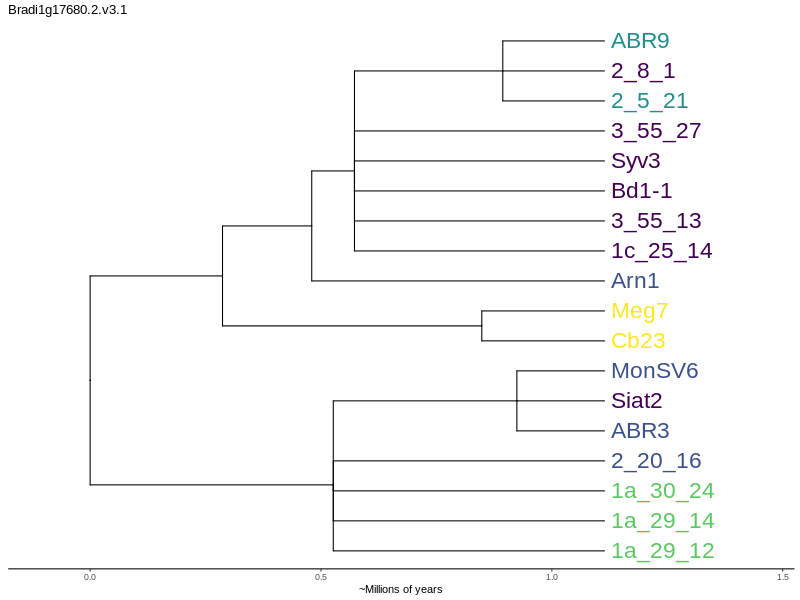 Bradi1g17680.2.v3.1
ABR9
2_8_1
2_5_21
3_55_27
Syv3
Bd1-1
3_55_13
1c_25_14
Arn1
Meg7
Cb23
MonSV6
Siat2
ABR3
2_20_16
1a_30_24
1a_29_14
1a_29_12
0.0 0.5 1.0 1.5
~Millions of years